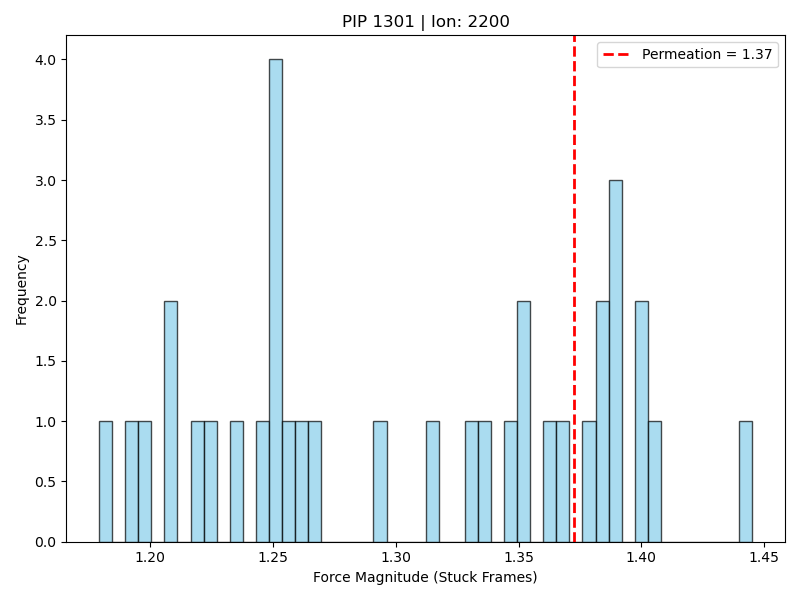 PIP 1301 | Ion: 2200
Permeation = 1.37
Frequency
4.0
3.5
3.0
2.5
2.0
1.5
1.0
0.5
0.0
1.20 1.25 1.30 1.35 1.40 1.45
Force Magnitude (Stuck Frames)